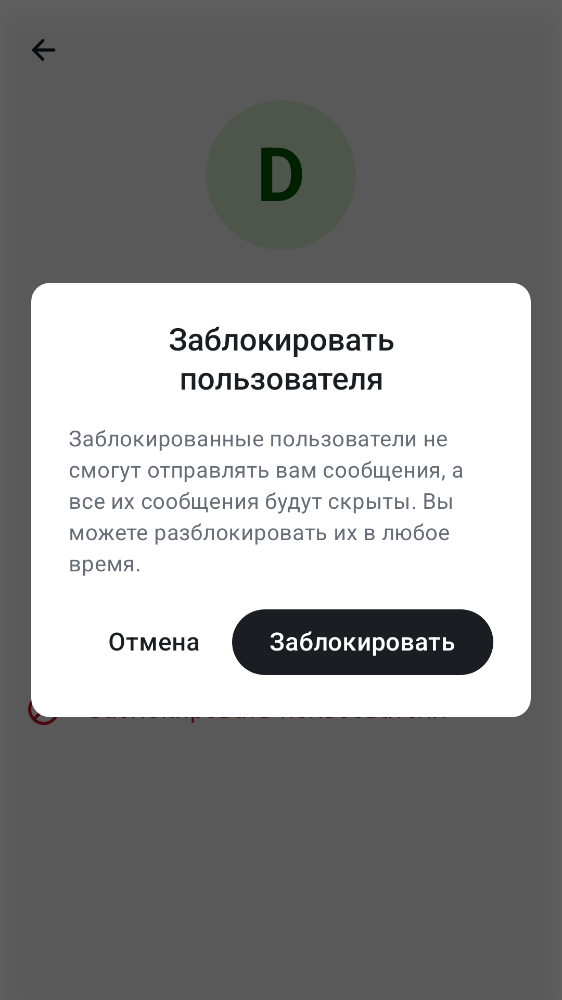 D
Заблокировать
пользователя
Заблокированные пользователи не
смогут отправлять вам сообщения, а
все их сообщения будут скрыты. Вы
можете разблокировать их в любое
время.
Отмена
Заблокировать